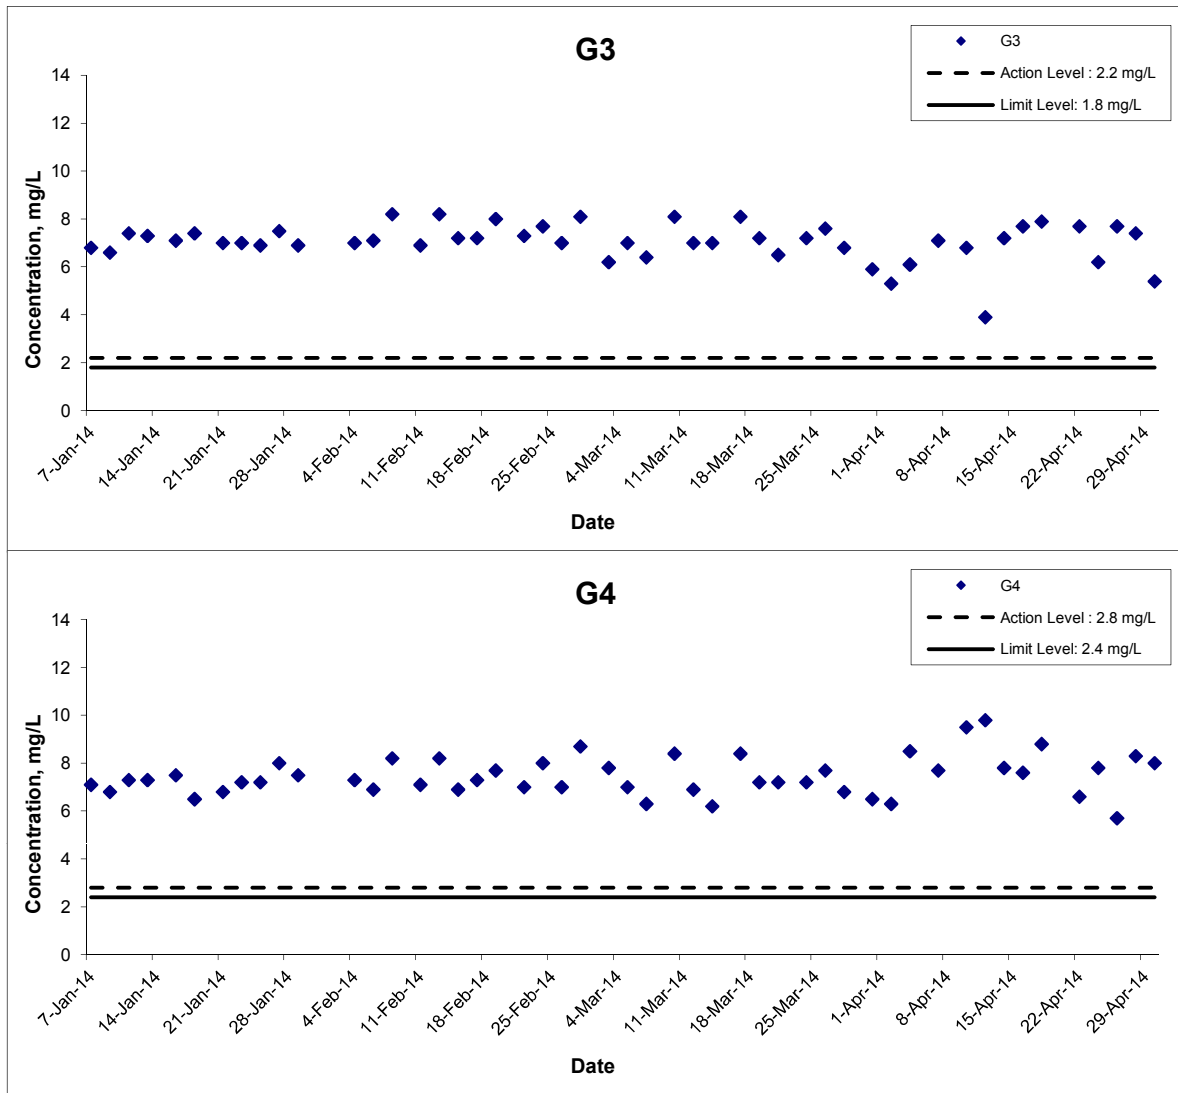 G3
G3
Action Level : 2.2 mg/L
Limit Level: 1.8 mg/L
14
12
10
8
6
4
2
0
Concentration, mg/L
7-Jan-14
14-Jan-14
21-Jan-14
28-Jan-14
4-Feb-14
11-Feb-14
18-Feb-14
25-Feb-14
4-Mar-14
11-Mar-14
18-Mar-14
25-Mar-14
1-Apr-14
8-Apr-14
15-Apr-14
22-Apr-14
29-Apr-14
Date
G4
G4
Action Level : 2.8 mg/L
Limit Level: 2.4 mg/L
14
12
10
8
6
4
2
0
Concentration, mg/L
7-Jan-14
14-Jan-14
21-Jan-14
28-Jan-14
4-Feb-14
11-Feb-14
18-Feb-14
25-Feb-14
4-Mar-14
11-Mar-14
18-Mar-14
25-Mar-14
1-Apr-14
8-Apr-14
15-Apr-14
22-Apr-14
29-Apr-14
Date